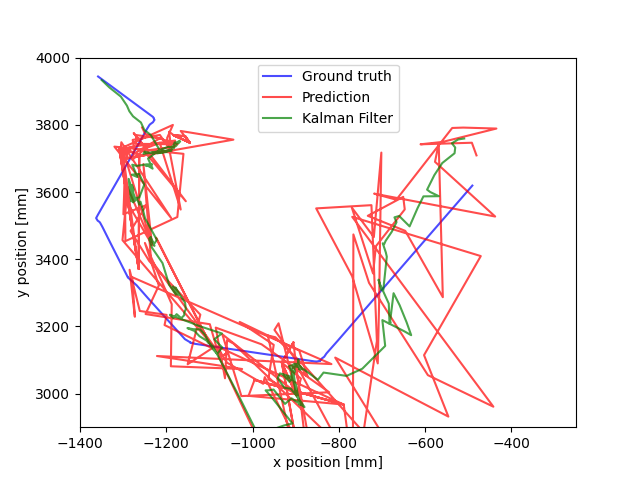 4000
3800
3600
3400
3200
3000
y position [mm]
Ground truth
Prediction
Kalman Filter
−1400 −1200 −1000 −800 −600 −400
x position [mm]